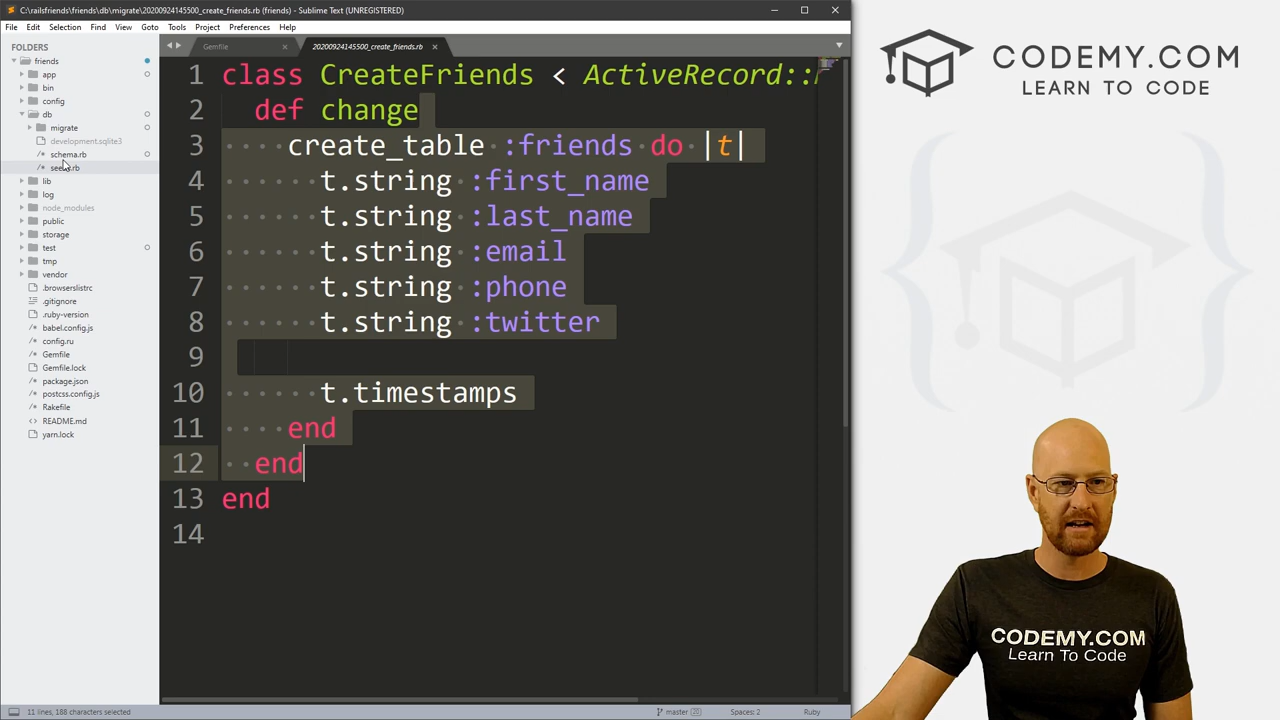 C:\railsfriends\friends\db\migrate\20200924145500_create_friends.rb (friends) - Sublime Text (UNREGISTERED)
File Edit Selection Find View Goto Tools Project Preferences Help
FOLDERS
friends
app
bin
config
db
migrate
development.sqlite3
schema.rb
lib
log
node_modules
public
storage
test
tmp
vendor
.browserslistrc
.gitignore
.ruby-version
babel.config.js
config.ru
Gemfile
Gemfile.lock
package.json
postcss.config.js
Rakefile
README.md
yarn.lock
Gemfile
20200924145500_create_friends.rb
1 class CreateFriends < ActiveRecord::
2 def change
3 create_table :friends do |t|
4 t.string :first_name
5 t.string :last_name
6 t.string :email
7 t.string :phone
8 t.string :twitter
9
10 t.timestamps
11 end
12 end
13 end
14
11 lines, 188 characters selected
master 20
Spaces: 2
Ruby
CODEMY.COM
LEARN TO CODE
CODEMY.COM
Learn To Code